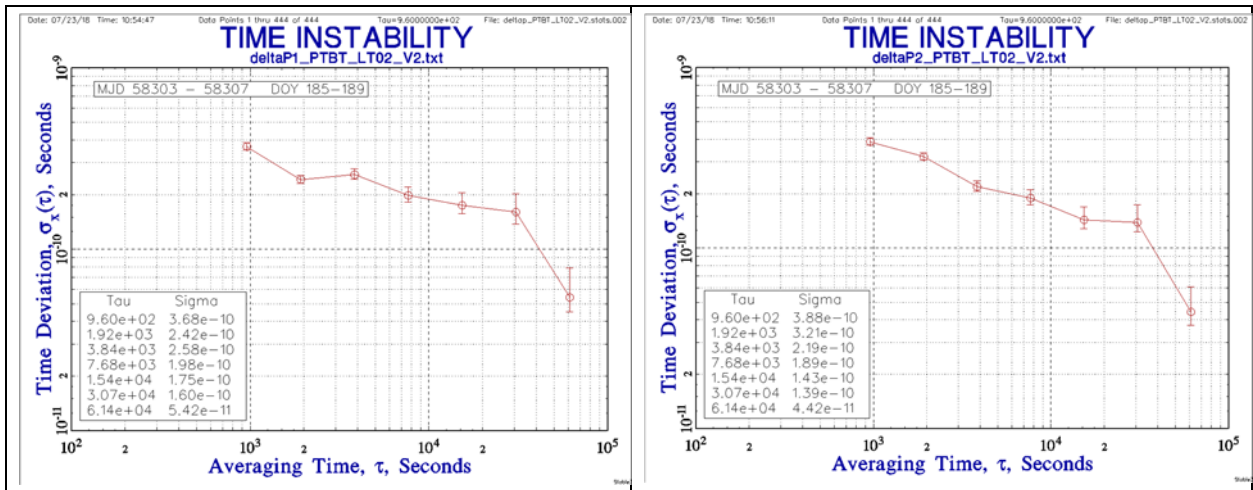 Date: 07/23/18 Time: 10:54:47 Data Points 1 thru 444 of 444 Tau=9.6000000e+02 File: deltap_PTBT_LT02_V2.stats.002
TIME INSTABILITY
deltaP1_PTBT_LT02_V2.txt
MJD 58303 – 58307 DOY 185-189
Time Deviation, σx(τ), Seconds
10⁻⁹
2
10⁻¹⁰
2
10⁻¹¹
Tau Sigma
9.60e+02 3.68e-10
1.92e+03 2.42e-10
3.84e+03 2.58e-10
7.68e+03 1.98e-10
1.54e+04 1.75e-10
3.07e+04 1.60e-10
6.14e+04 5.42e-11
10² 2 10³ 2 10⁴ 2 10⁵
Averaging Time, τ, Seconds
Date: 07/23/18 Time: 10:56:11 Data Points 1 thru 444 of 444 Tau=9.6000000e+02 File: deltap_PTBT_LT02_V2.stats.002
TIME INSTABILITY
deltaP2_PTBT_LT02_V2.txt
MJD 58303 – 58307 DOY 185-189
Time Deviation, σx(τ), Seconds
10⁻⁹
2
10⁻¹⁰
2
10⁻¹¹
Tau Sigma
9.60e+02 3.88e-10
1.92e+03 3.21e-10
3.84e+03 2.19e-10
7.68e+03 1.89e-10
1.54e+04 1.43e-10
3.07e+04 1.39e-10
6.14e+04 4.42e-11
10² 2 10³ 2 10⁴ 2 10⁵
Averaging Time, τ, Seconds